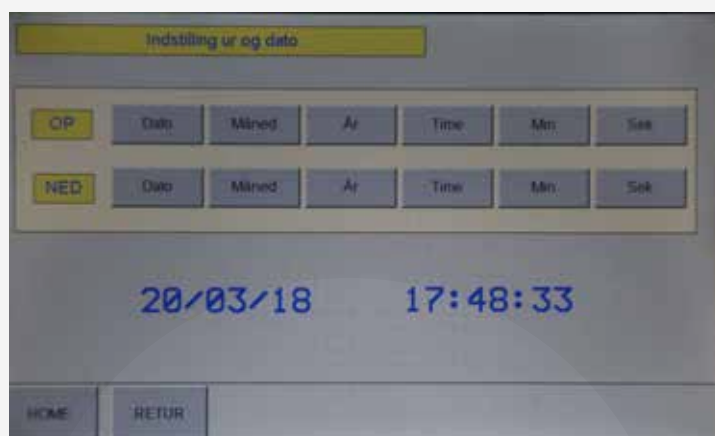 Indstilling ur og dato
OP Dato Måned År Time Min Sek
NED Dato Måned År Time Min Sek
20/03/18 17:48:33
HOME RETUR